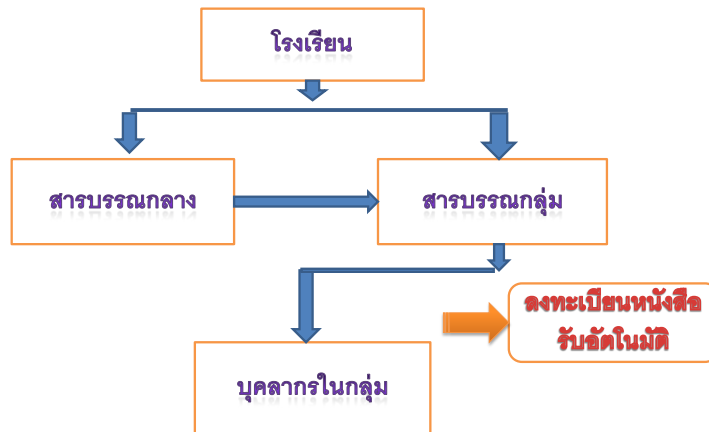 โรงเรียน
สารบรรณกลาง
สารบรรณกลุ่ม
ลงทะเบียนหนังสือ
รับอัตโนมัติ
บุคลากรในกลุ่ม